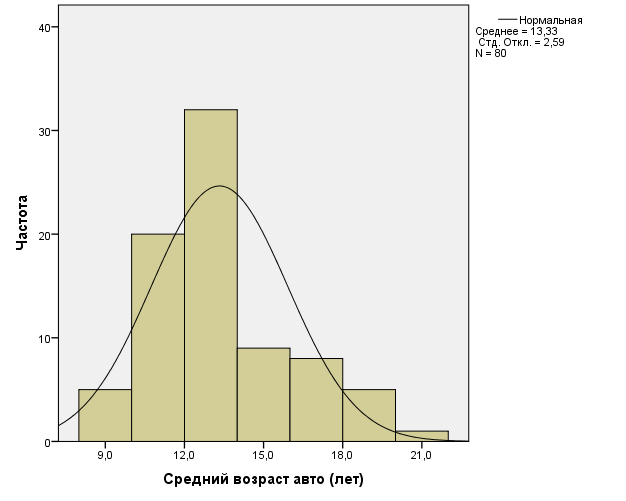 Нормальная
Среднее = 13,33
Стд. Откл. = 2,59
N = 80
40
30
20
10
0
Частота
9,0 12,0 15,0 18,0 21,0
Средний возраст авто (лет)